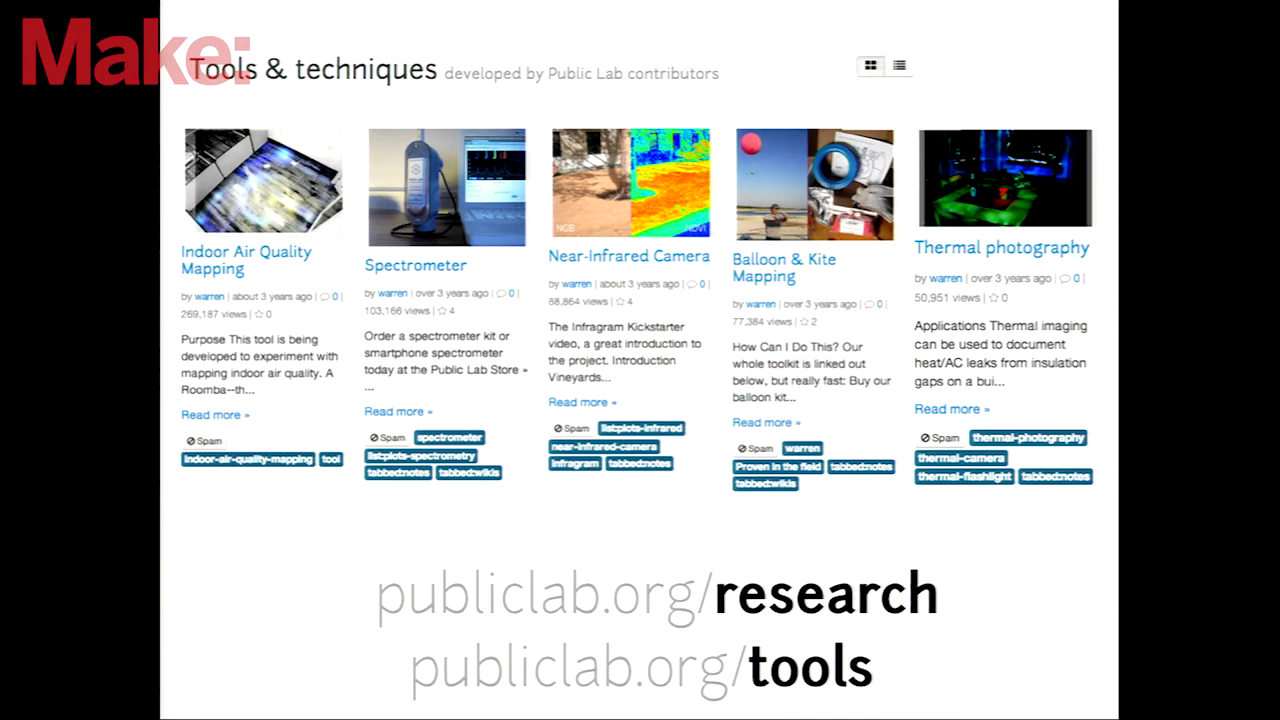 Make:
Tools & techniques developed by Public Lab contributors
NGB
NDVI
Indoor Air Quality
Mapping
by warren | about 3 years ago | 0 |
269,187 views | 0
Purpose This tool is being
developed to experiment with
mapping indoor air quality. A
Roomba--th...
Read more »
Spam
indoor-air-quality-mapping tool
Spectrometer
by warren | over 3 years ago | 0 |
103,166 views | 4
Order a spectrometer kit or
smartphone spectrometer
today at the Public Lab Store »
...
Read more »
Spam spectrometer
list:plots-spectrometry
tabbed:notes tabbed:wikis
Near-Infrared Camera
by warren | about 3 years ago | 0 |
88,864 views | 4
The Infragram Kickstarter
video, a great introduction to
the project. Introduction
Vineyards...
Read more »
Spam list:plots-infrared
near-infrared-camera
infragram tabbed:notes
Balloon & Kite
Mapping
by warren | over 3 years ago | 0 |
77,384 views | 2
How Can I Do This? Our
whole toolkit is linked out
below, but really fast: Buy our
balloon kit...
Read more »
Spam warren
Proven in the field tabbed:notes
tabbed:wikis
Thermal photography
by warren | over 3 years ago | 0 |
50,951 views | 0
Applications Thermal imaging
can be used to document
heat/AC leaks from insulation
gaps on a bui...
Read more »
Spam thermal-photography
thermal-camera
thermal-flashlight tabbed:notes
publiclab.org/research
publiclab.org/tools